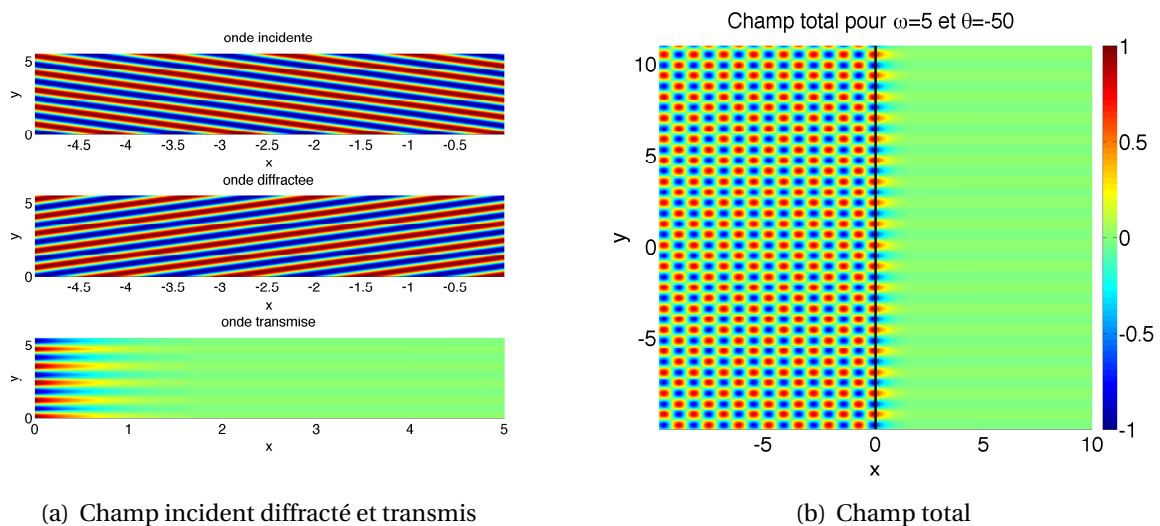 onde incidente
5
y
0
-4.5 -4 -3.5 -3 -2.5 -2 -1.5 -1 -0.5
x
onde diffractee
5
y
0
-4.5 -4 -3.5 -3 -2.5 -2 -1.5 -1 -0.5
x
onde transmise
5
y
0
0 1 2 3 4 5
x
(a) Champ incident diffracté et transmis
Champ total pour ω=5 et θ=-50
10
5
y
0
-5
-5 0 5 10
x
1
0.5
0
-0.5
-1
(b) Champ total